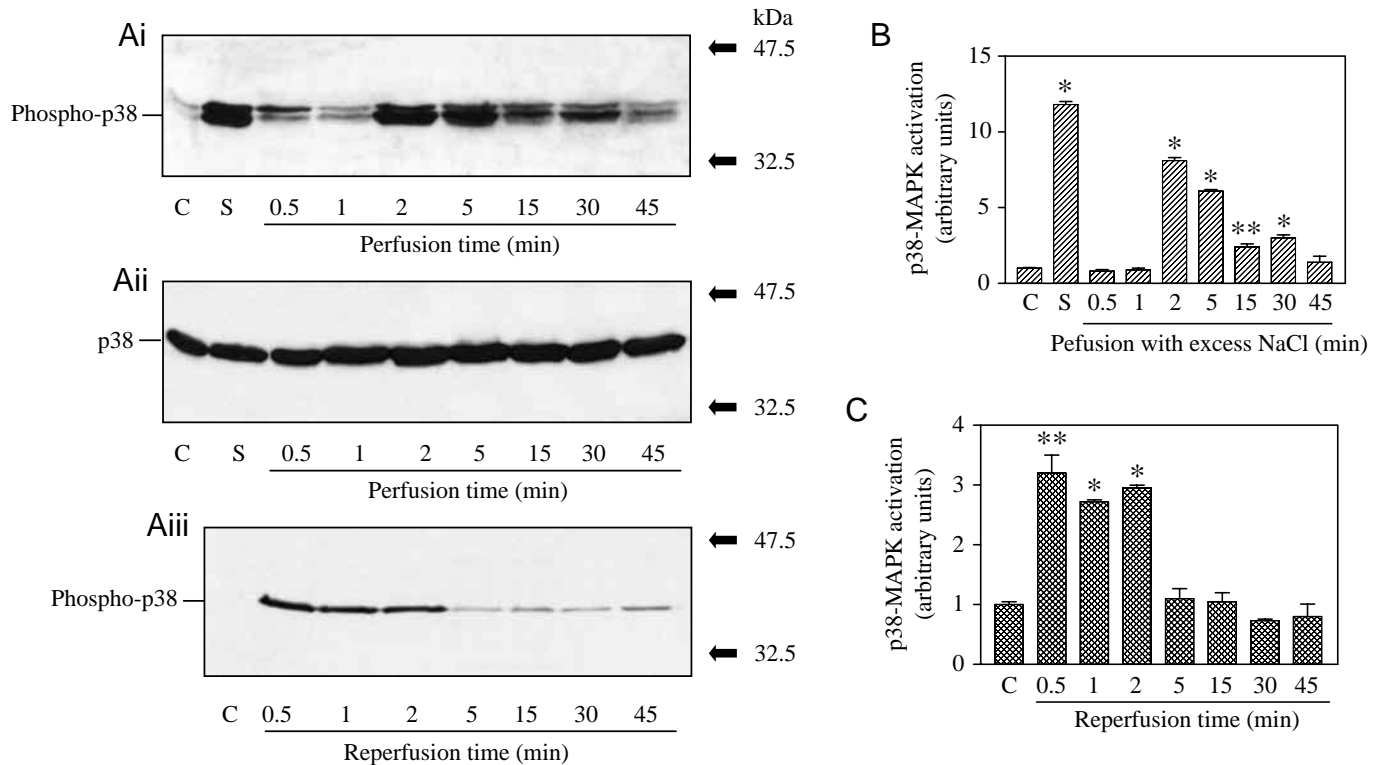 Ai
kDa
47.5
Phospho-p38
32.5
C S 0.5 1 2 5 15 30 45
Perfusion time (min)
Aii
47.5
p38
32.5
C S 0.5 1 2 5 15 30 45
Perfusion time (min)
Aiii
47.5
Phospho-p38
32.5
C 0.5 1 2 5 15 30 45
Reperfusion time (min)
B
p38-MAPK activation
(arbitrary units)
15
10
5
0
*
*
*
**
*
C S 0.5 1 2 5 15 30 45
Pefusion with excess NaCl (min)
C
p38-MAPK activation
(arbitrary units)
4
3
2
1
0
**
*
*
C 0.5 1 2 5 15 30 45
Reperfusion time (min)